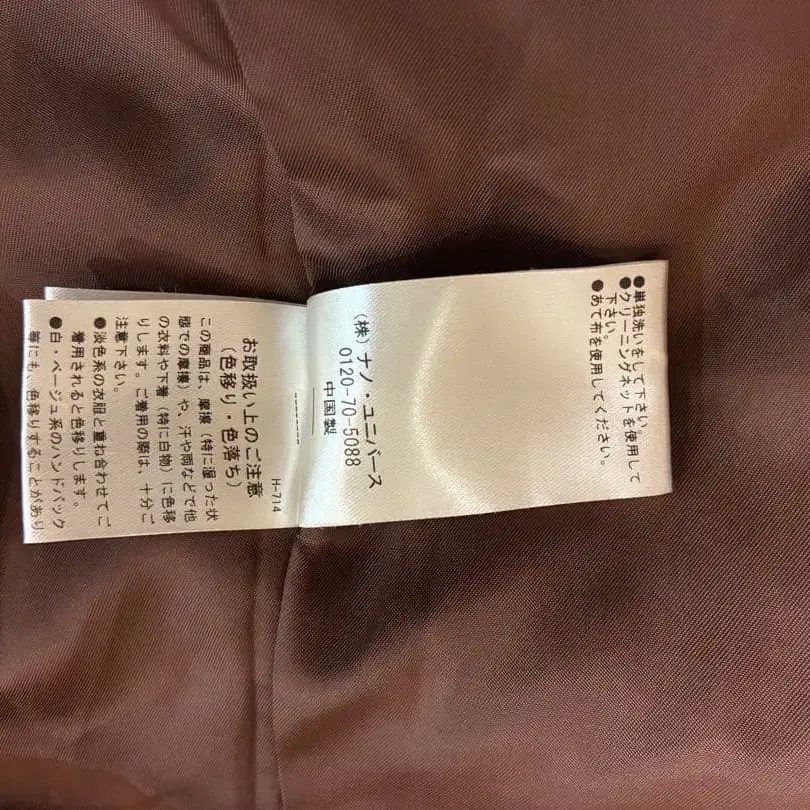 ●単独洗いをして下さい。
●クリーニングネットを使用して
下さい。
●あて布を使用してください。
(株)ナノ・ユニバース
0120-70-5088
中国製
H-714
お取扱い上のご注意
(色移り・色落ち)
この商品は、摩擦(特に湿った状
態での摩擦)や、汗や雨などで他
の衣料や下着(特に白物)に色移
りします。ご着用の際は、十分ご
注意下さい。
●淡色系の衣服と重ね合わせてご
着用されると色移りします。
●白・ベージュ系のハンドバック
等にも、色移りすることがあり